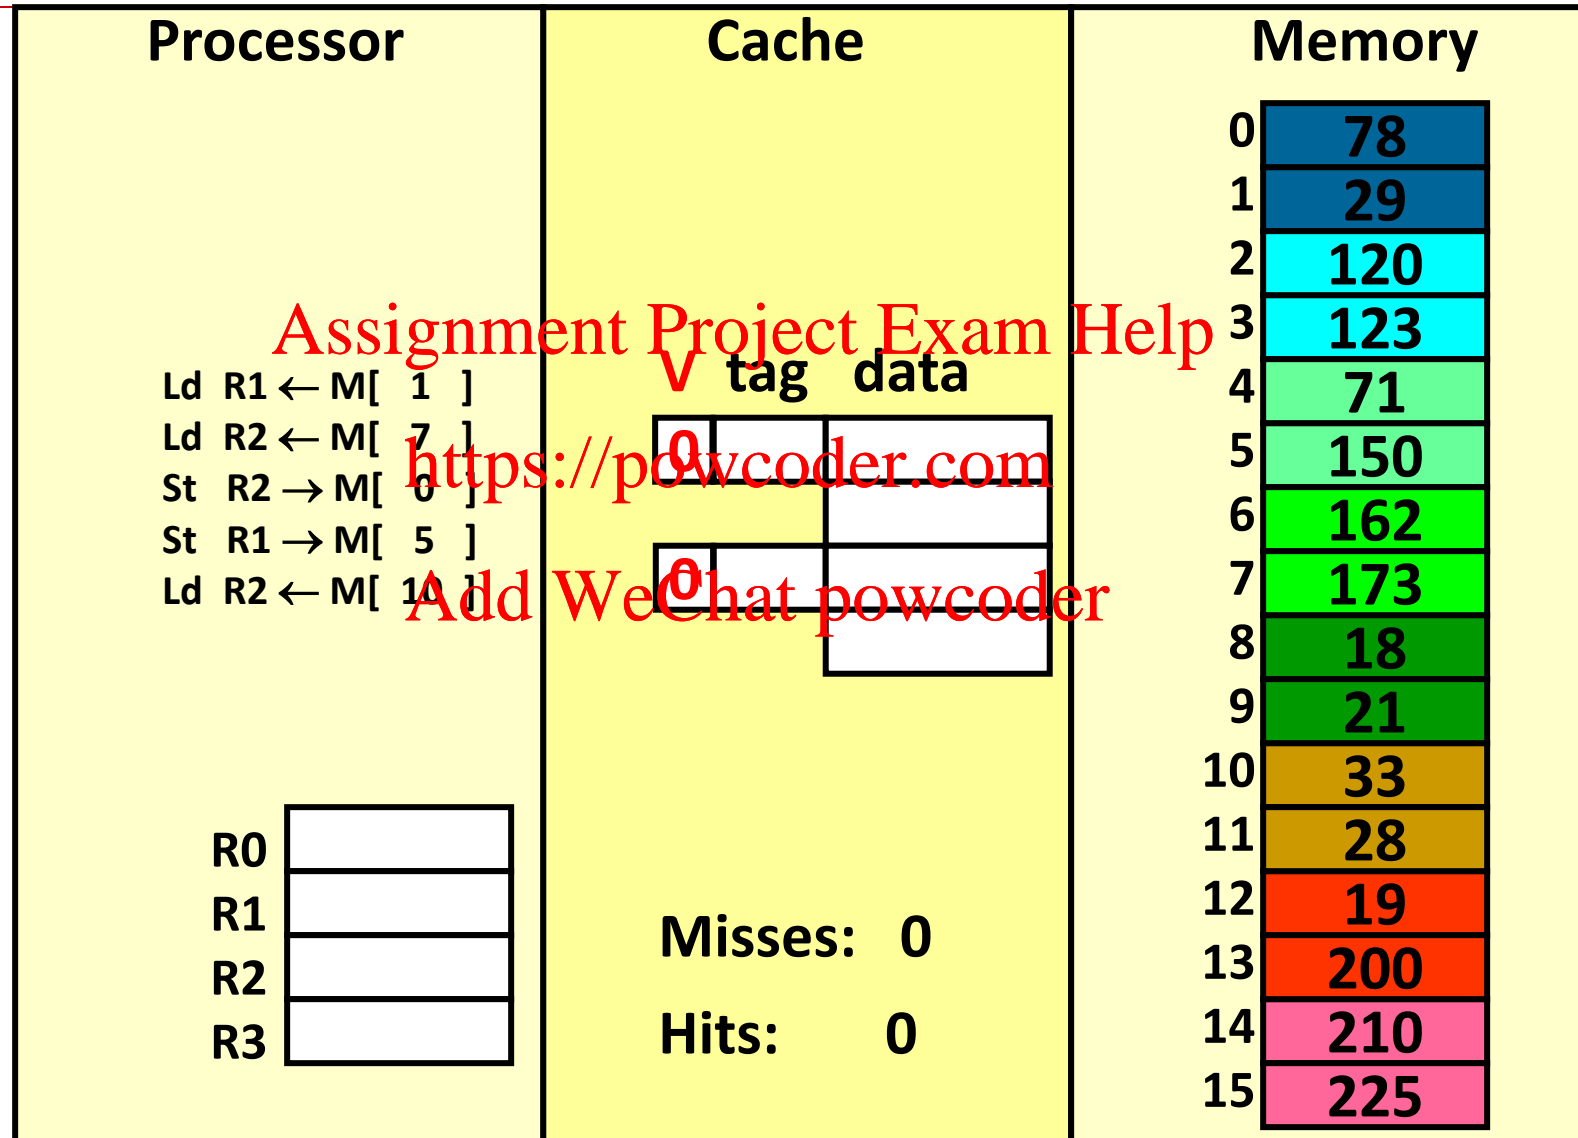 Processor
Cache
Memory
Assignment Project Exam Help
https://powcoder.com
Add WeChat powcoder
Ld R1 ← M[ 1 ]
Ld R2 ← M[ 7 ]
St R2 → M[ 0 ]
St R1 → M[ 5 ]
Ld R2 ← M[ 10 ]
R0
R1
R2
R3
V tag data
0
0
Misses: 0
Hits: 0
0 78
1 29
2 120
3 123
4 71
5 150
6 162
7 173
8 18
9 21
10 33
11 28
12 19
13 200
14 210
15 225